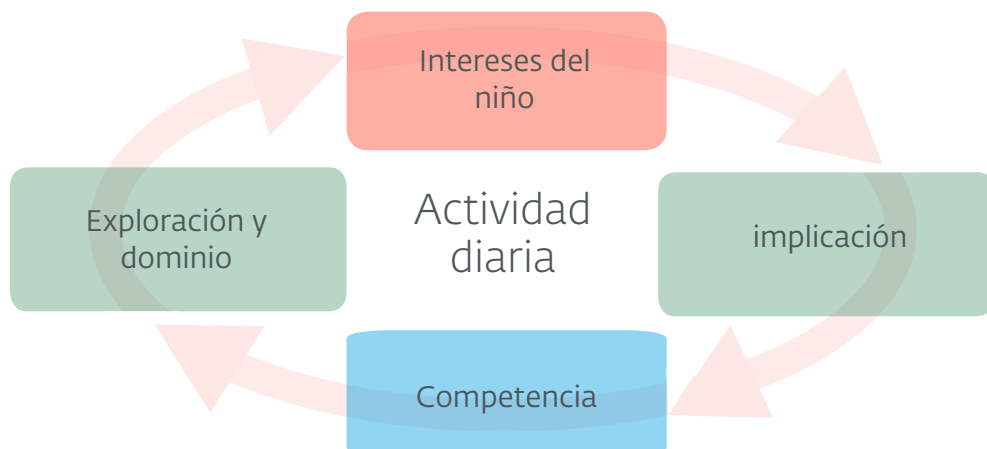 Intereses del
niño
Exploración y
dominio
Actividad
diaria
implicación
Competencia